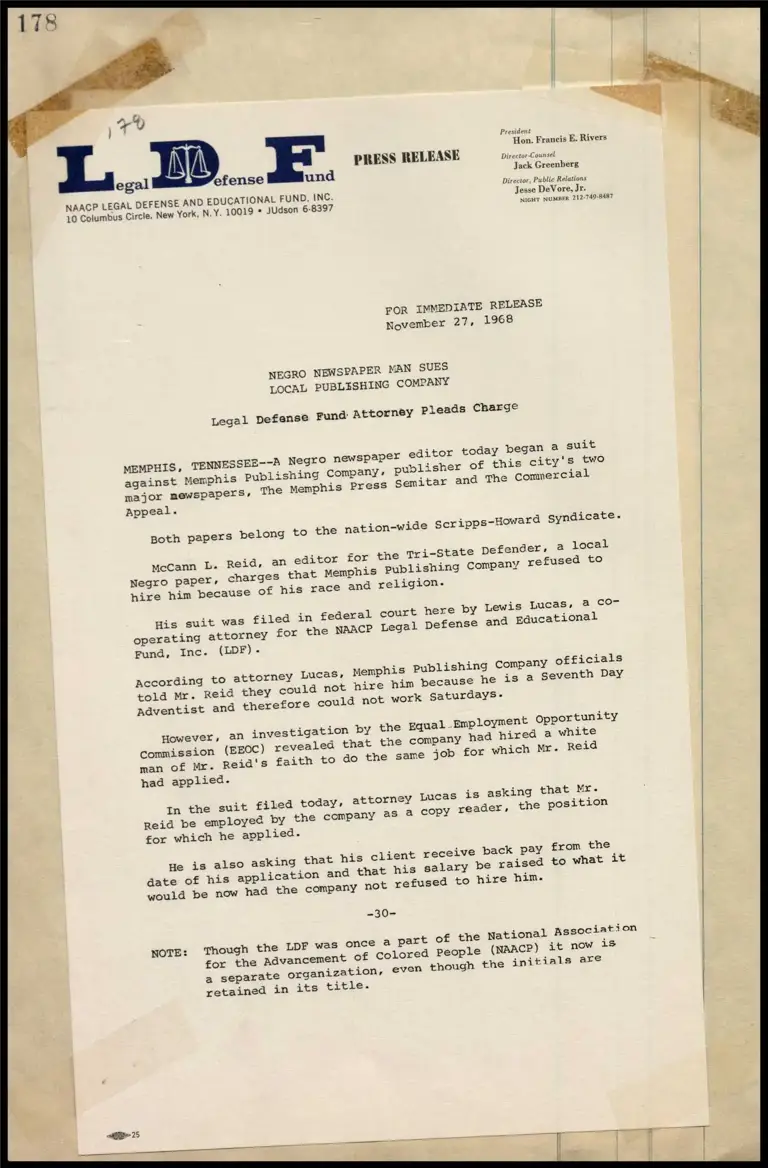 178
178
Legal Defense Fund
NAACP LEGAL DEFENSE AND EDUCATIONAL FUND, INC.
10 Columbus Circle, New York, N.Y. 10019 • JUdson 6-8397
PRESS RELEASE
President
Hon. Francis E. Rivers
Director-Counsel
Jack Greenberg
Director, Public Relations
Jesse DeVore, Jr.
NIGHT NUMBER 212-749-8487
FOR IMMEDIATE RELEASE
November 27, 1968
NEGRO NEWSPAPER MAN SUES
LOCAL PUBLISHING COMPANY
Legal Defense Fund Attorney Pleads Charge
MEMPHIS, TENNESSEE--A Negro newspaper editor today began a suit
against Memphis Publishing Company, publisher of this city's two
major newspapers, The Memphis Press Semitar and The Commercial
Appeal.
Both papers belong to the nation-wide Scripps-Howard Syndicate.
McCann L. Reid, an editor for the Tri-State Defender, a local
Negro paper, charges that Memphis Publishing Company refused to
hire him because of his race and religion.
His suit was filed in federal court here by Lewis Lucas, a co-
operating attorney for the NAACP Legal Defense and Educational
Fund, Inc. (LDF).
According to attorney Lucas, Memphis Publishing Company officials
told Mr. Reid they could not hire him because he is a Seventh Day
Adventist and therefore could not work Saturdays.
However, an investigation by the Equal Employment Opportunity
Commission (EEOC) revealed that the company had hired a white
man of Mr. Reid's faith to do the same job for which Mr. Reid
had applied.
In the suit filed today, attorney Lucas is asking that Mr.
Reid be employed by the company as a copy reader, the position
for which he applied.
He is also asking that his client receive back pay from the
date of his application and that his salary be raised to what it
would be now had the company not refused to hire him.
-30-
NOTE: Though the LDF was once a part of the National Association
for the Advancement of Colored People (NAACP) it now is
a separate organization, even though the initials are
retained in its title.
25